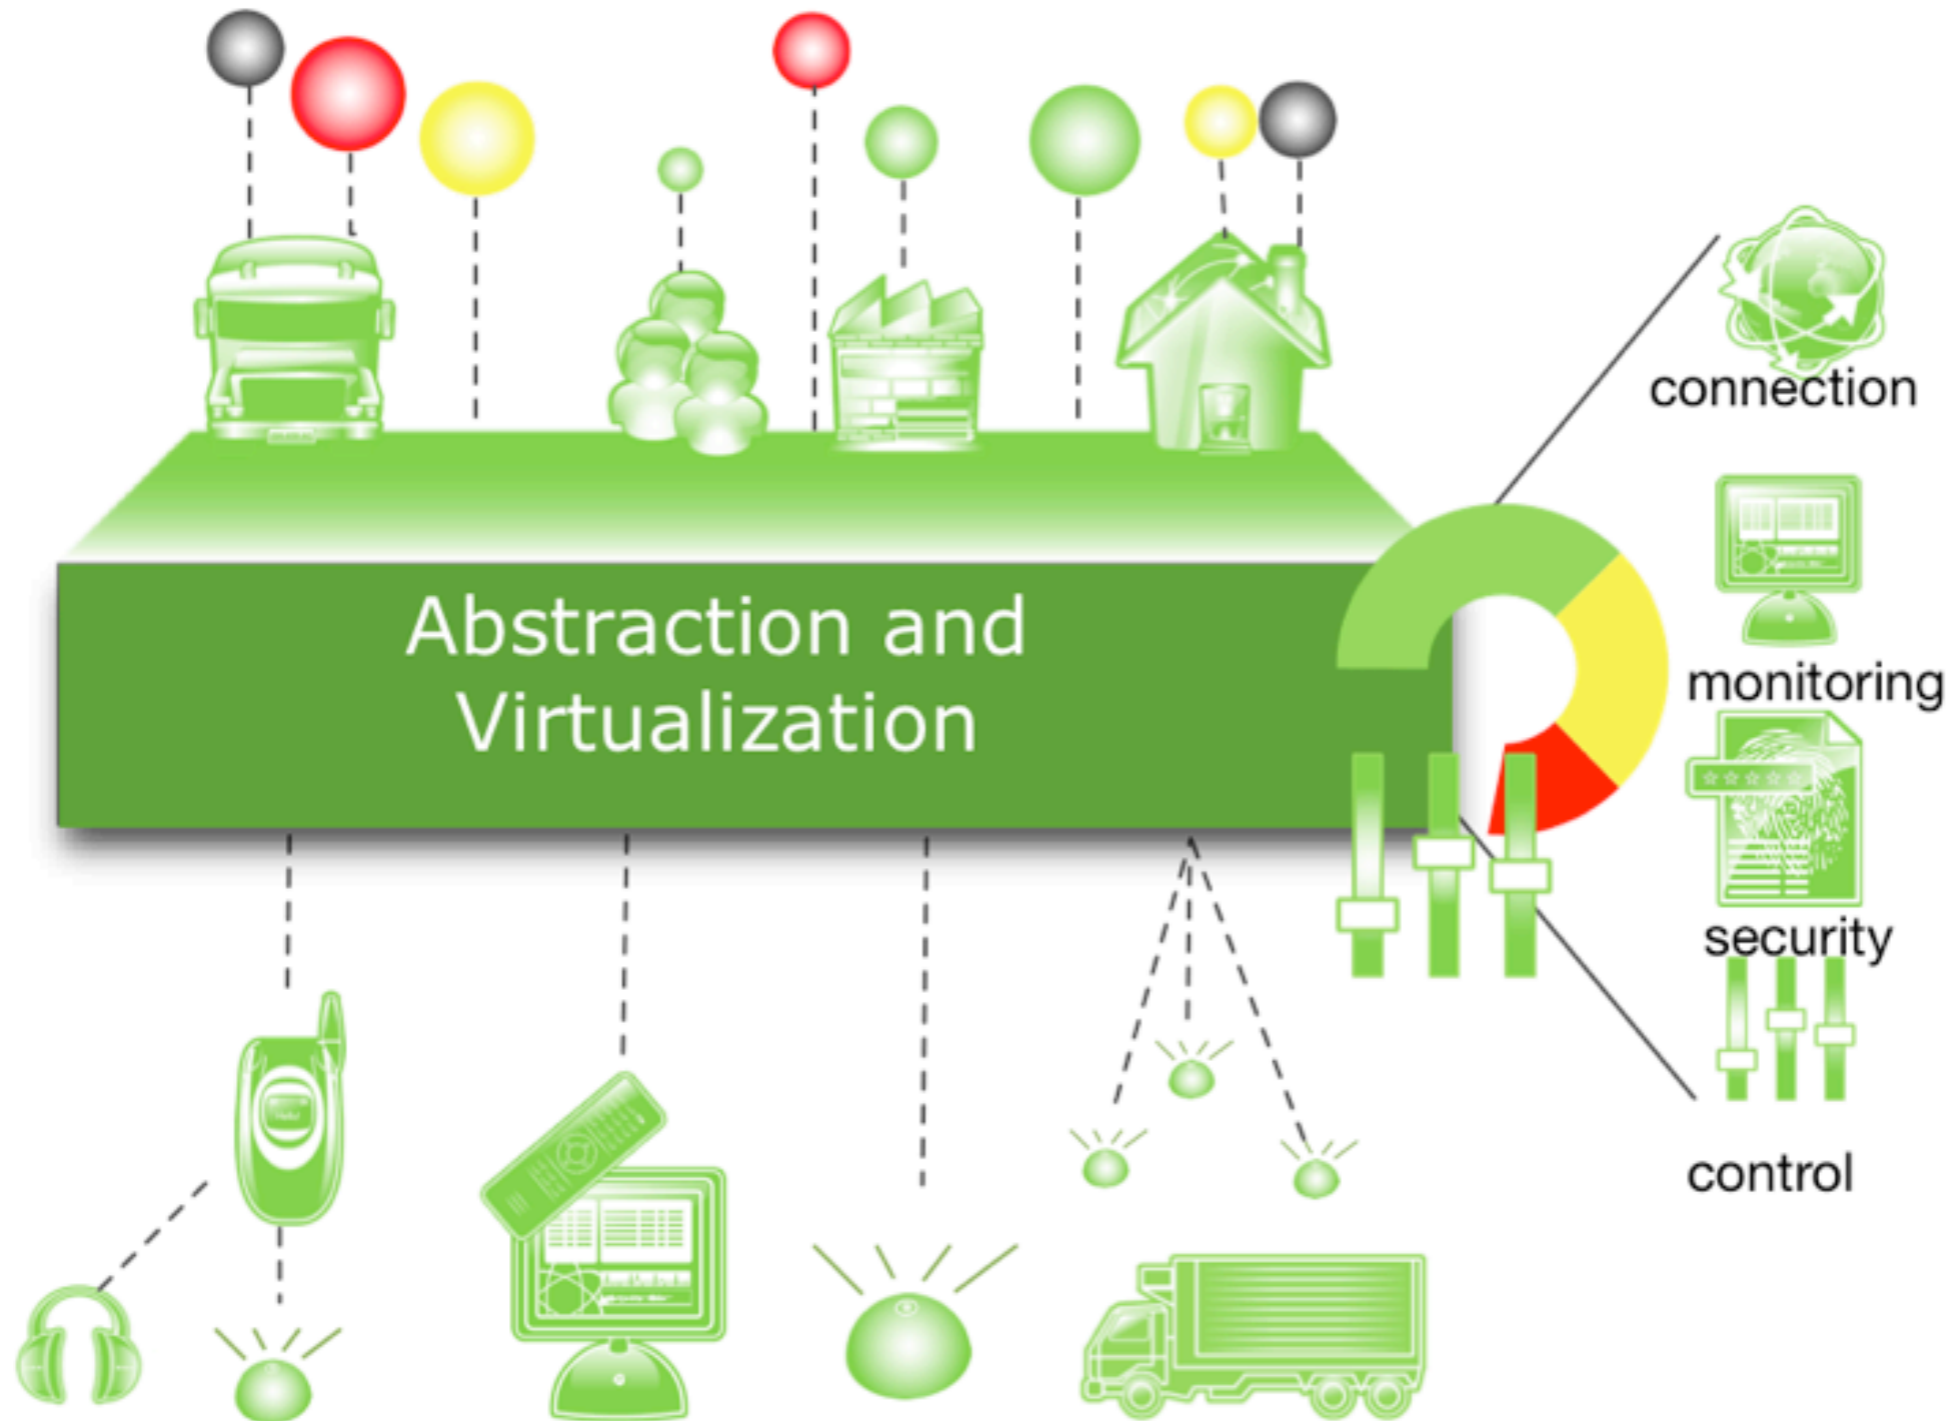 Abstraction and
Virtualization
connection
monitoring
security
control